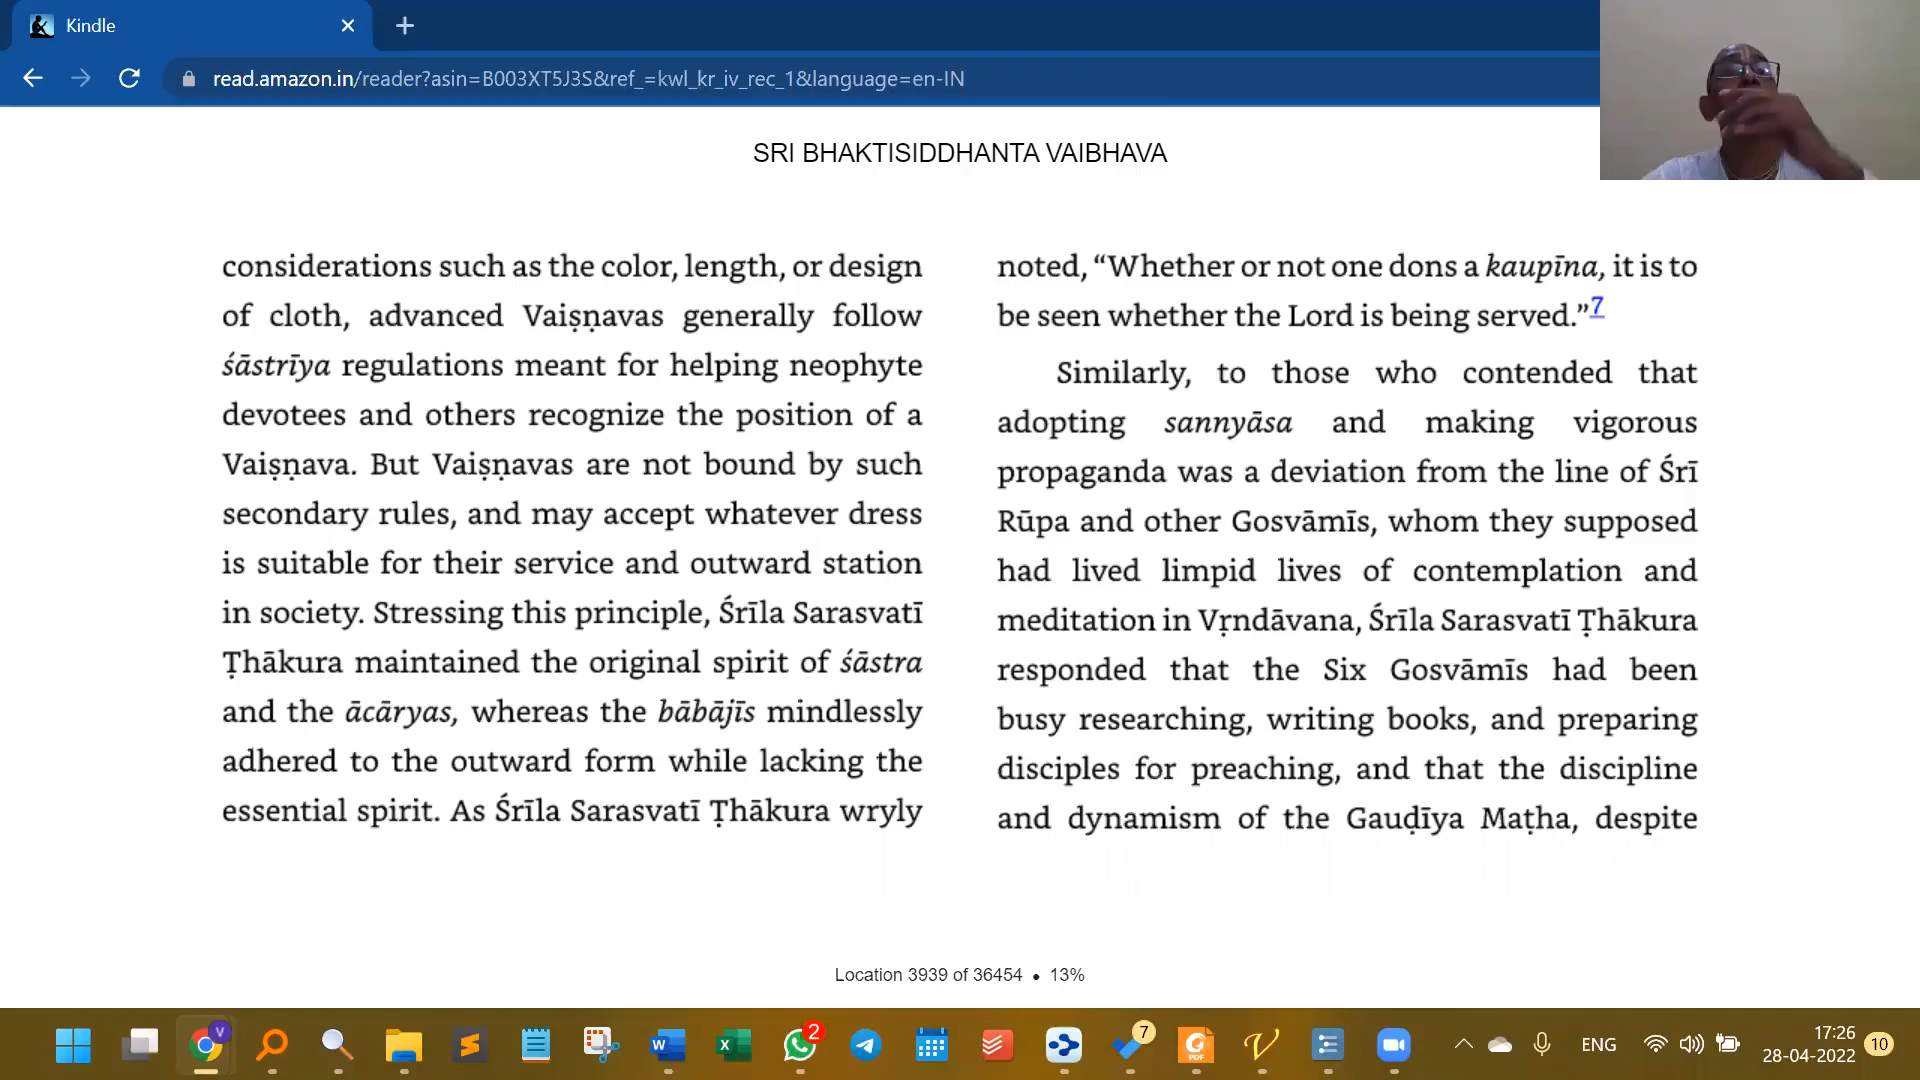 Kindle
read.amazon.in/reader?asin=B003XT5J3S&ref_=kwl_kr_iv_rec_1&language=en-IN
SRI BHAKTISIDDHANTA VAIBHAVA
considerations such as the color, length, or design
of cloth, advanced Vaiṣṇavas generally follow
śāstrīya regulations meant for helping neophyte
devotees and others recognize the position of a
Vaiṣṇava. But Vaiṣṇavas are not bound by such
secondary rules, and may accept whatever dress
is suitable for their service and outward station
in society. Stressing this principle, Śrīla Sarasvatī
Ṭhākura maintained the original spirit of śāstra
and the ācāryas, whereas the bābājīs mindlessly
adhered to the outward form while lacking the
essential spirit. As Śrīla Sarasvatī Ṭhākura wryly
noted, “Whether or not one dons a kaupīna, it is to
be seen whether the Lord is being served.”7
Similarly, to those who contended that
adopting sannyāsa and making vigorous
propaganda was a deviation from the line of Śrī
Rūpa and other Gosvāmīs, whom they supposed
had lived limpid lives of contemplation and
meditation in Vṛndāvana, Śrīla Sarasvatī Ṭhākura
responded that the Six Gosvāmīs had been
busy researching, writing books, and preparing
disciples for preaching, and that the discipline
and dynamism of the Gauḍīya Maṭha, despite
Location 3939 of 36454 • 13%
V
S
W
X
2
7
PDF
V
ENG
17:26
28-04-2022
10